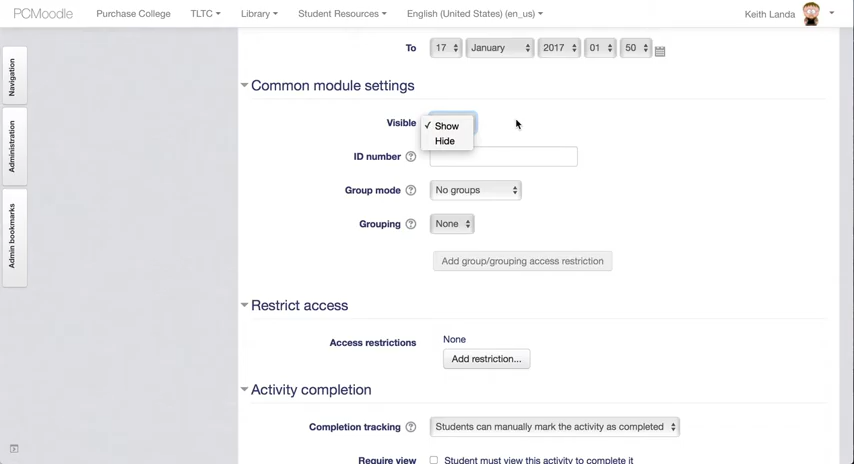 PCMoodle Purchase College TLTC Library Student Resources English (United States) (en_us) Keith Landa
Navigation
Administration
Admin bookmarks
To 17 January 2017 01 50
Common module settings
Visible ✓ Show
Hide
ID number
Group mode No groups
Grouping None
Add group/grouping access restriction
Restrict access
Access restrictions None
Add restriction...
Activity completion
Completion tracking Students can manually mark the activity as completed
Require view Student must view this activity to complete it